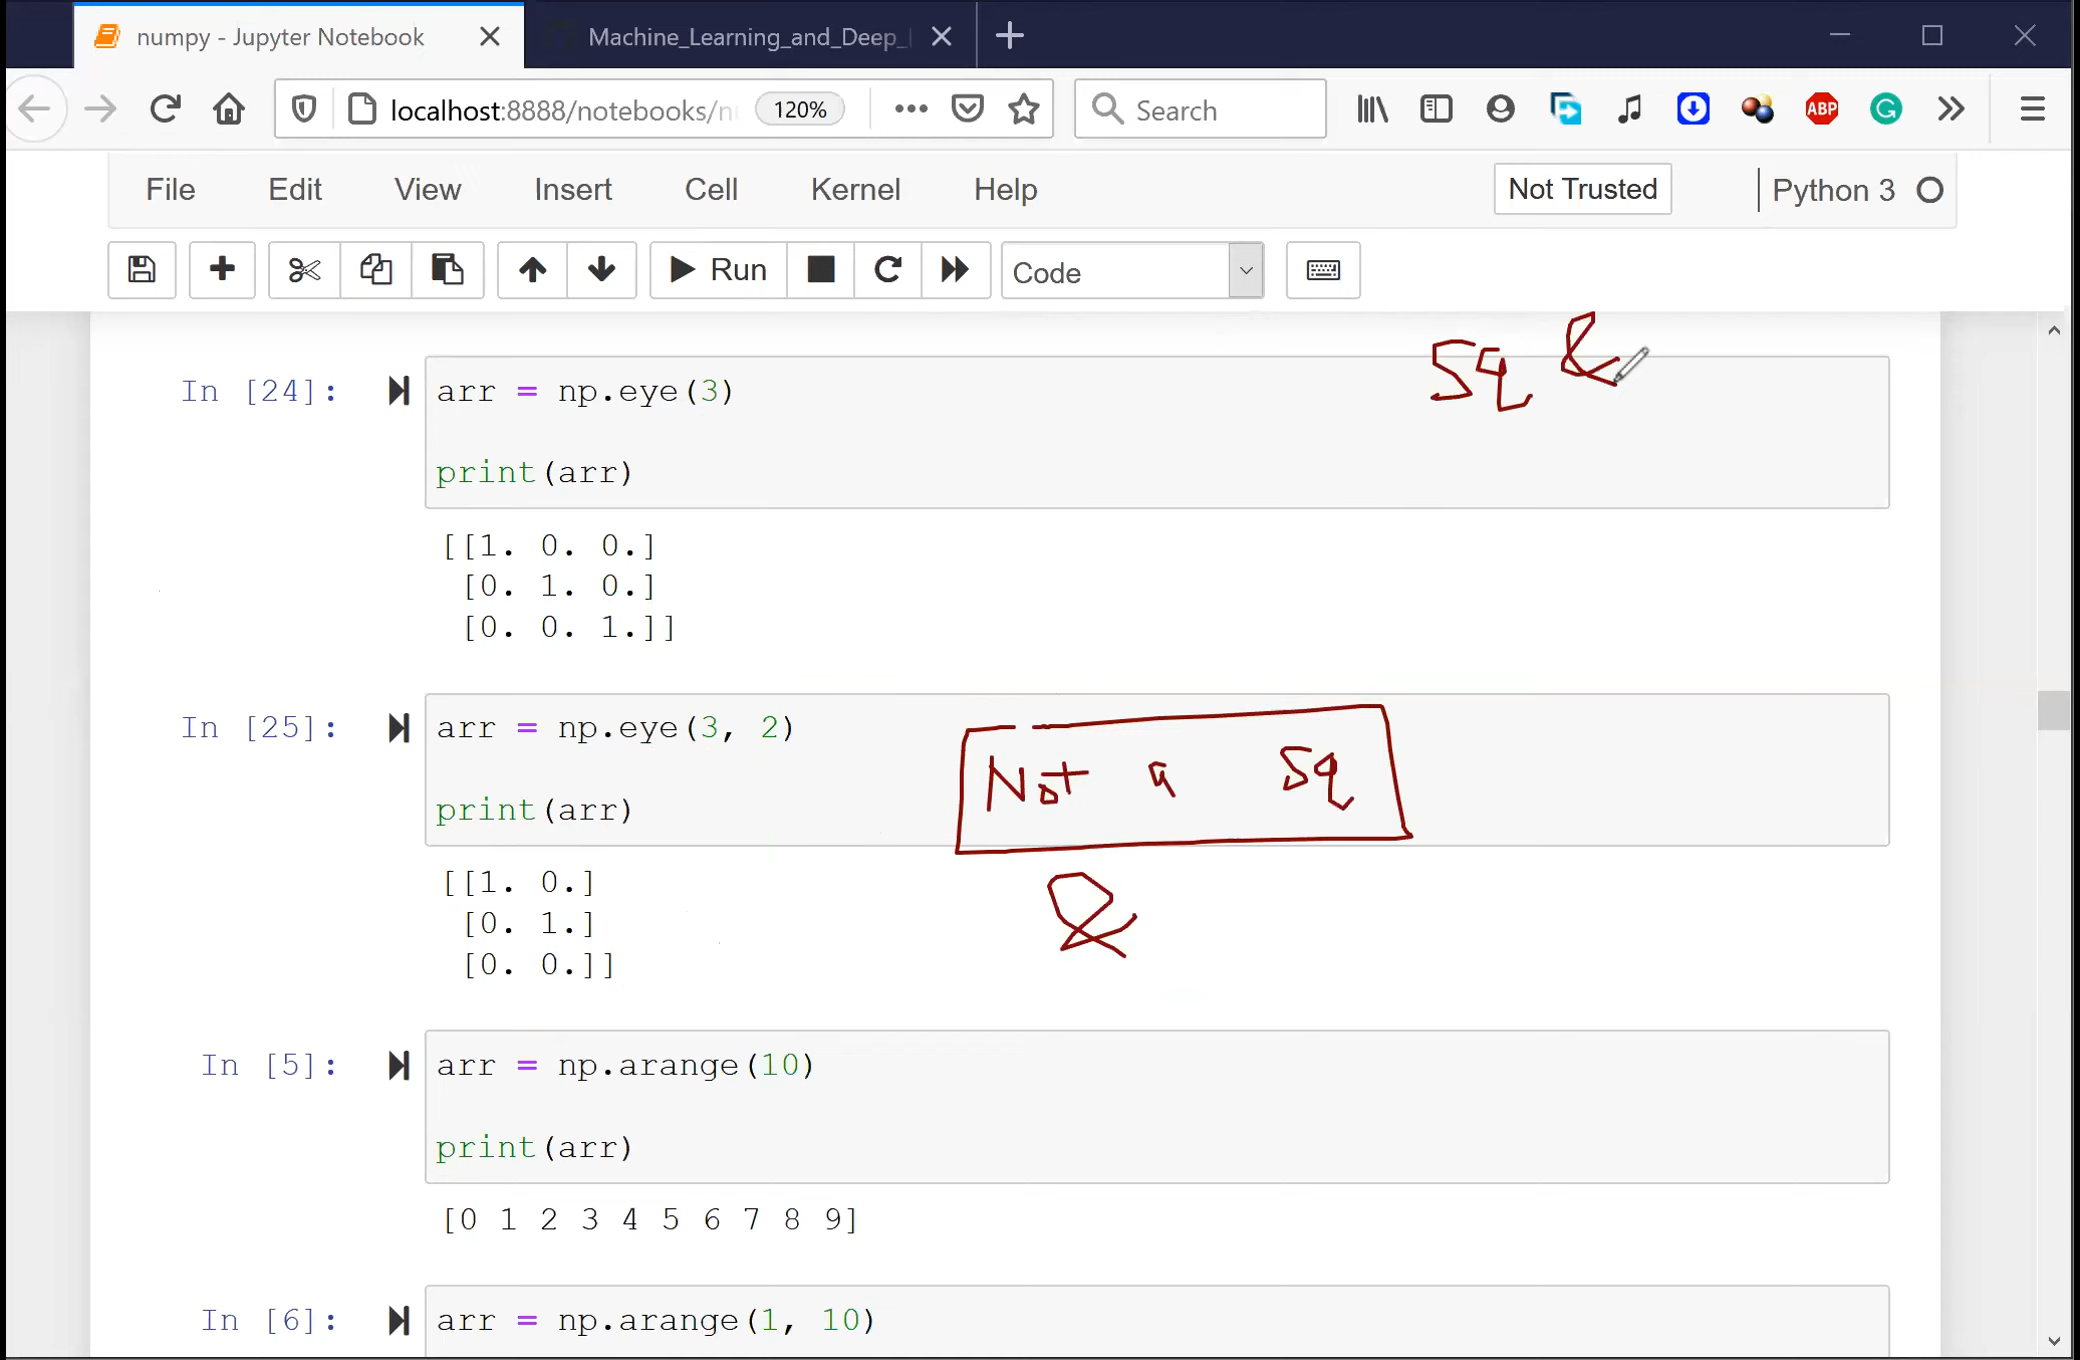 numpy - Jupyter Notebook
Machine_Learning_and_Deep_
localhost:8888/notebooks/n
120%
Search
ABP
File Edit View Insert Cell Kernel Help
Not Trusted
Python 3
Run
Code
Sq &
In [24]: arr = np.eye(3)
print(arr)
[[1. 0. 0.]
[0. 1. 0.]
[0. 0. 1.]]
In [25]: arr = np.eye(3, 2)
Not a Sq
print(arr)
&
[[1. 0.]
[0. 1.]
[0. 0.]]
In [5]: arr = np.arange(10)
print(arr)
[0 1 2 3 4 5 6 7 8 9]
In [6]: arr = np.arange(1, 10)